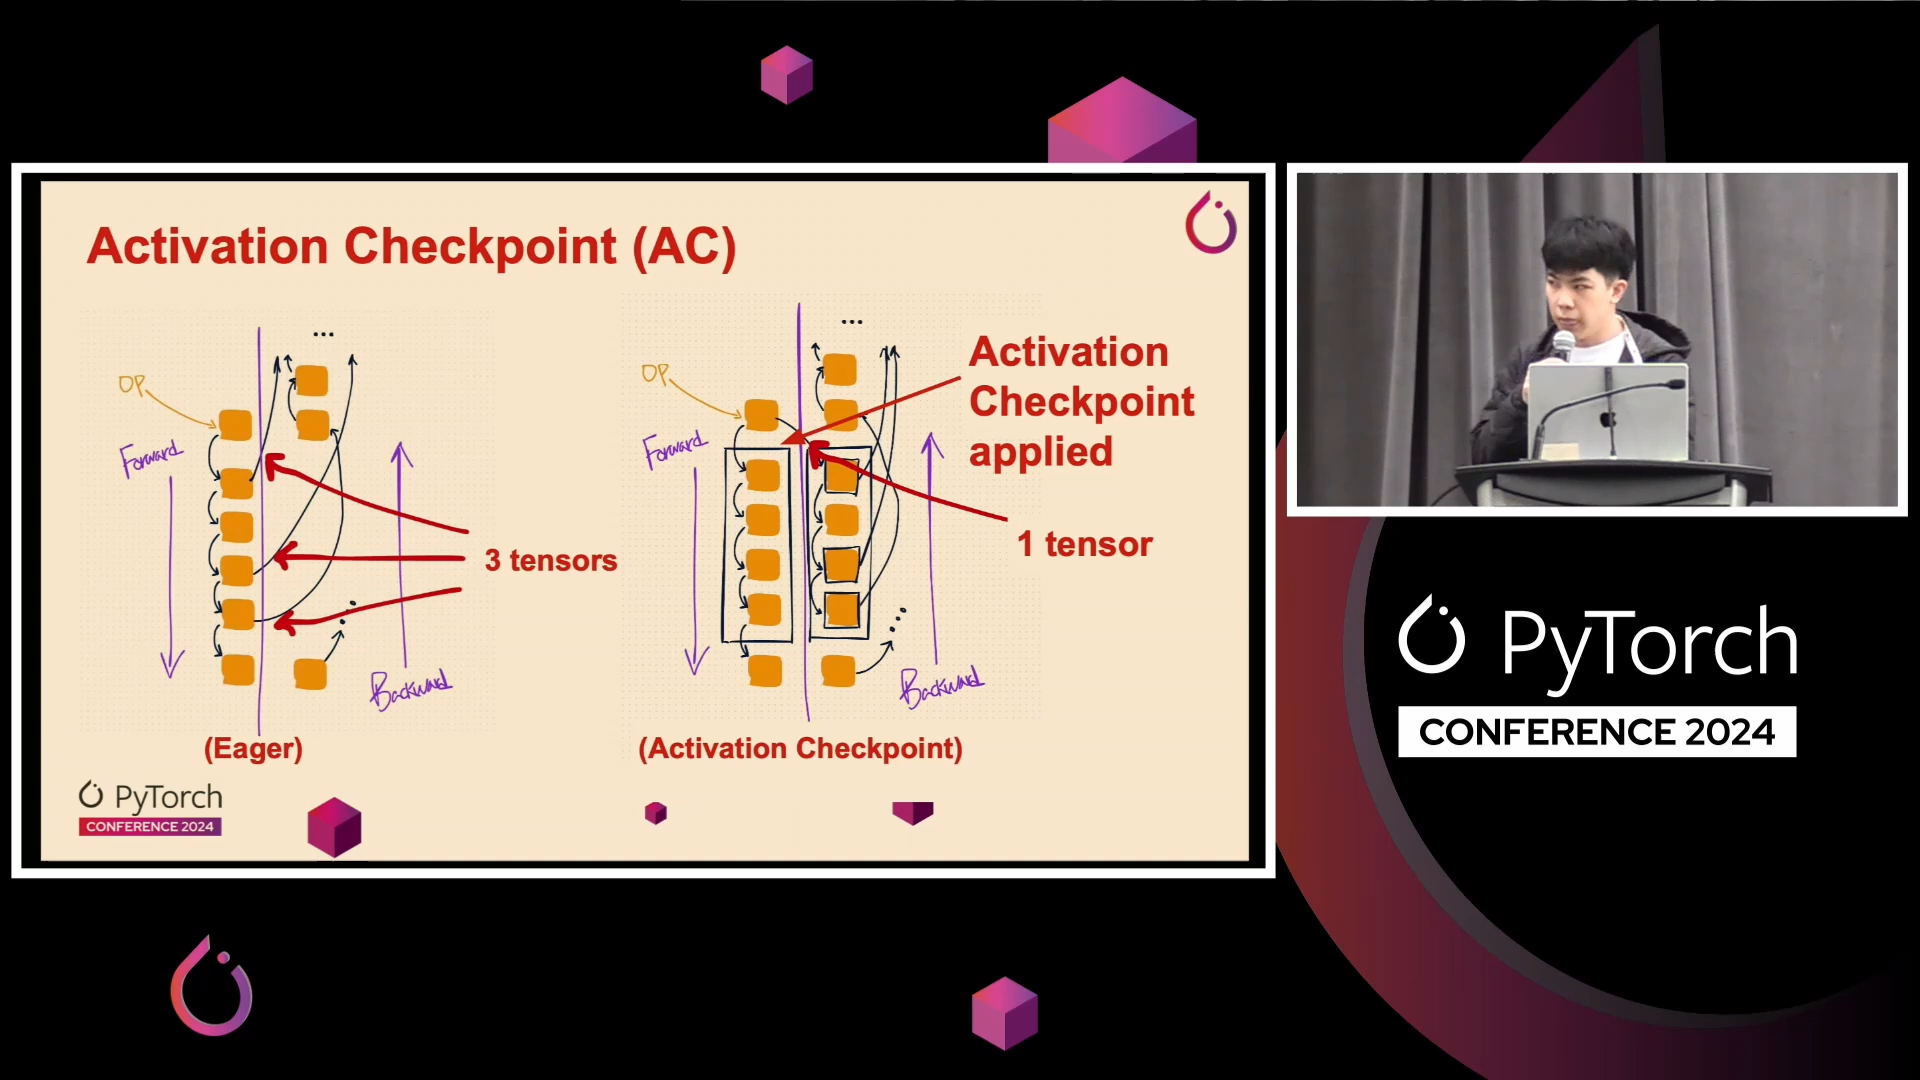 Activation Checkpoint (AC)
...
OP
Forward
Backward
3 tensors
(Eager)
...
OP
Forward
Backward
Activation
Checkpoint
applied
1 tensor
(Activation Checkpoint)
PyTorch
CONFERENCE 2024
PyTorch
CONFERENCE 2024